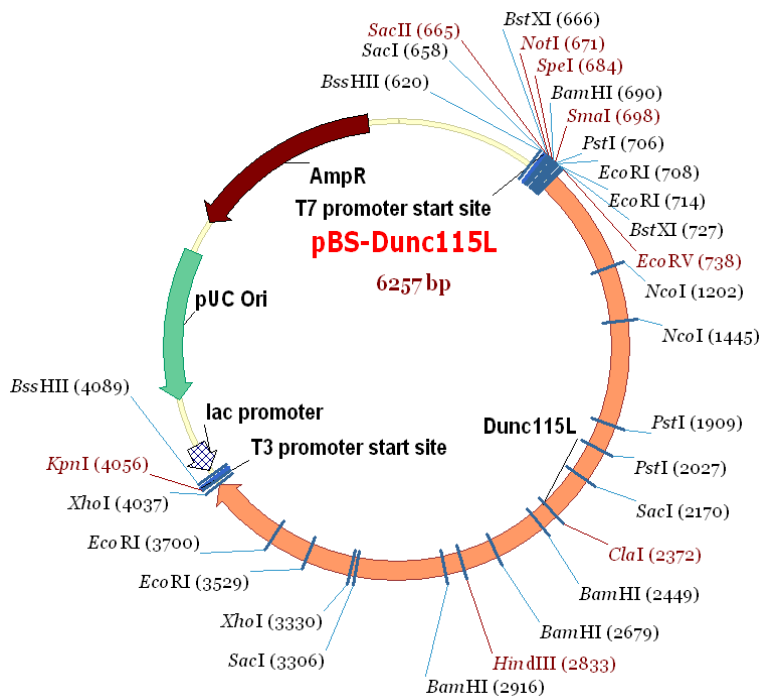 SacII (665)
BstXI (666)
SacI (658)
NotI (671)
SpeI (684)
BssHII (620)
BamHI (690)
SmaI (698)
PstI (706)
EcoRI (708)
EcoRI (714)
BstXI (727)
EcoRV (738)
NcoI (1202)
NcoI (1445)
PstI (1909)
PstI (2027)
SacI (2170)
ClaI (2372)
BamHI (2449)
BamHI (2679)
HindIII (2833)
BamHI (2916)
SacI (3306)
XhoI (3330)
EcoRI (3529)
EcoRI (3700)
XhoI (4037)
KpnI (4056)
BssHII (4089)
AmpR
T7 promoter start site
pBS-Dunc115L
6257 bp
pUC Ori
lac promoter
T3 promoter start site
Dunc115L